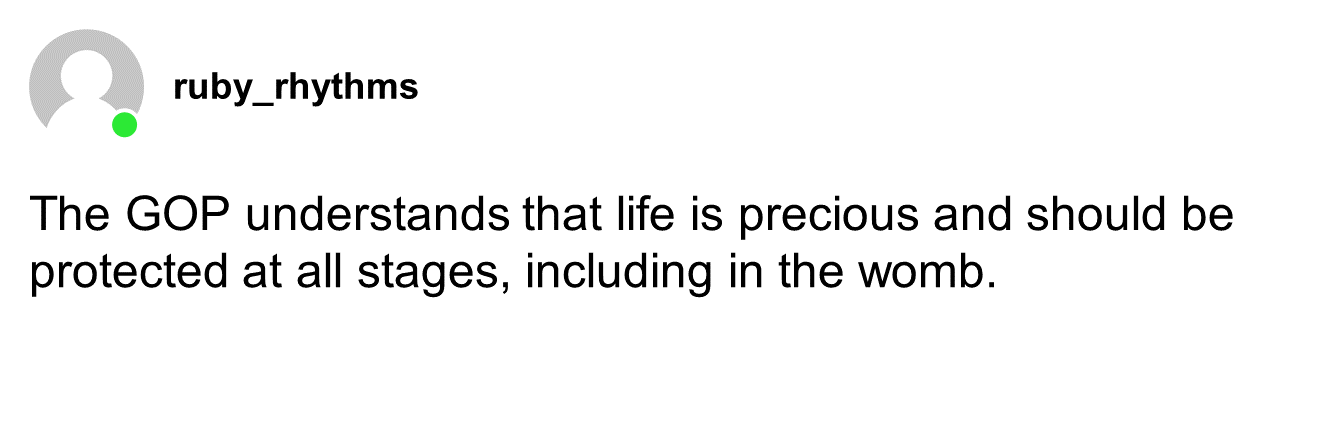 ruby_rhythms
The GOP understands that life is precious and should be
protected at all stages, including in the womb.